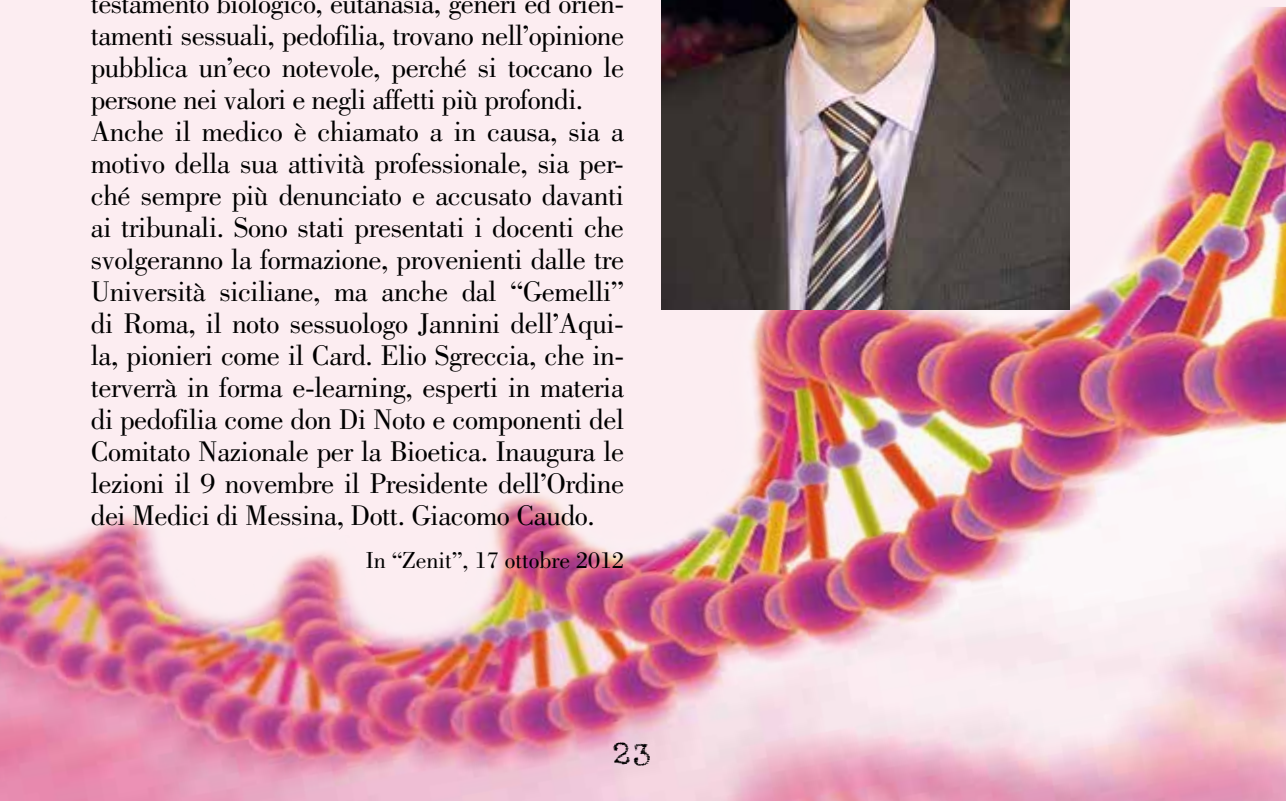 testamento biologico, eutanasia, generi ed orien-
tamenti sessuali, pedofilia, trovano nell’opinione
pubblica un’eco notevole, perché si toccano le
persone nei valori e negli affetti più profondi.
Anche il medico è chiamato a in causa, sia a
motivo della sua attività professionale, sia per-
ché sempre più denunciato e accusato davanti
ai tribunali. Sono stati presentati i docenti che
svolgeranno la formazione, provenienti dalle tre
Università siciliane, ma anche dal “Gemelli”
di Roma, il noto sessuologo Jannini dell’Aqui-
la, pionieri come il Card. Elio Sgreccia, che in-
terverrà in forma e-learning, esperti in materia
di pedofilia come don Di Noto e componenti del
Comitato Nazionale per la Bioetica. Inaugura le
lezioni il 9 novembre il Presidente dell’Ordine
dei Medici di Messina, Dott. Giacomo Caudo.
In “Zenit”, 17 ottobre 2012
23